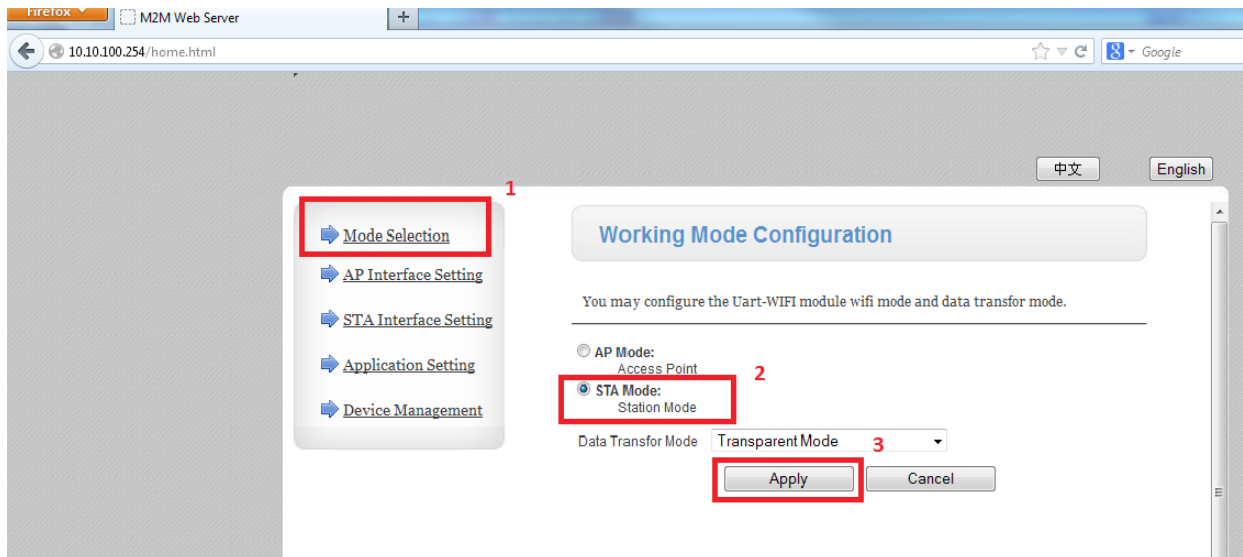 Firefox
M2M Web Server
+
10.10.100.254/home.html
Google
中文
English
1
Mode Selection
AP Interface Setting
STA Interface Setting
Application Setting
Device Management
Working Mode Configuration
You may configure the Uart-WIFI module wifi mode and data transfor mode.
AP Mode:
Access Point
2
STA Mode:
Station Mode
Data Transfor Mode Transparent Mode
3
Apply Cancel